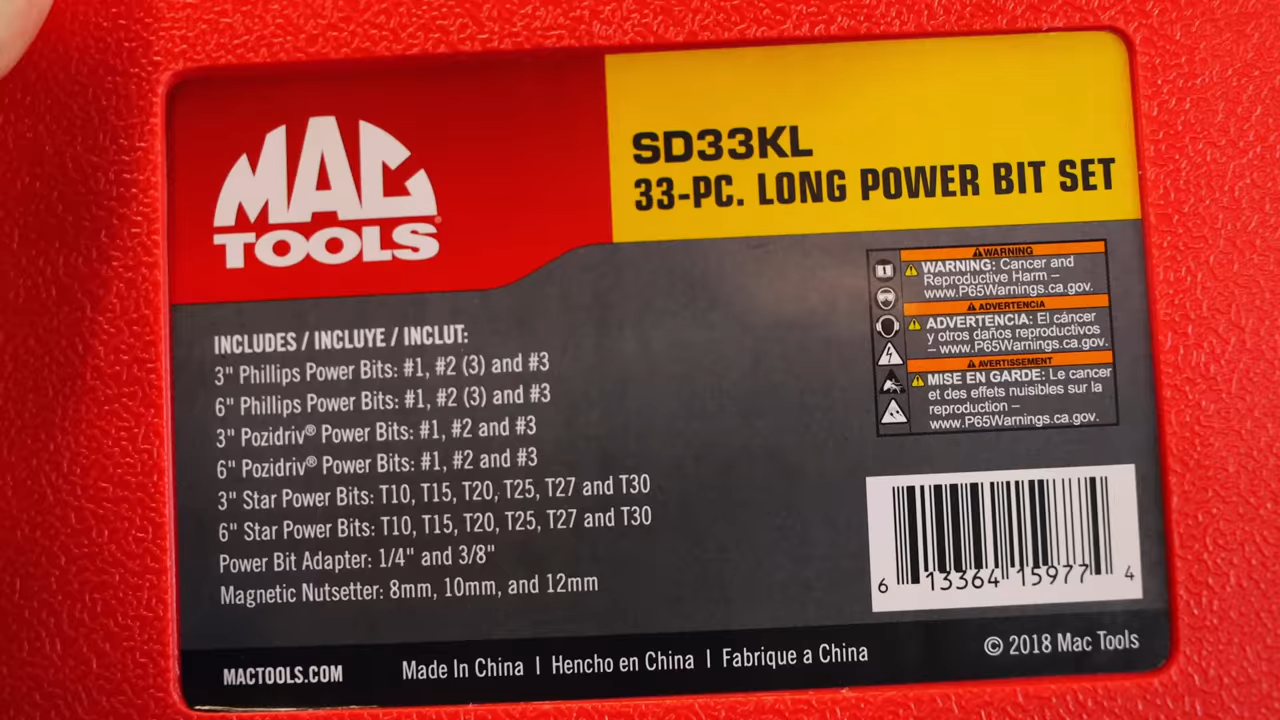 MAC
TOOLS®
SD33KL
33-PC. LONG POWER BIT SET
INCLUDES / INCLUYE / INCLUT:
3" Phillips Power Bits: #1, #2 (3) and #3
6" Phillips Power Bits: #1, #2 (3) and #3
3" Pozidriv® Power Bits: #1, #2 and #3
6" Pozidriv® Power Bits: #1, #2 and #3
3" Star Power Bits: T10, T15, T20, T25, T27 and T30
6" Star Power Bits: T10, T15, T20, T25, T27 and T30
Power Bit Adapter: 1/4" and 3/8"
Magnetic Nutsetter: 8mm, 10mm, and 12mm
⚠WARNING
⚠ WARNING: Cancer and
Reproductive Harm –
www.P65Warnings.ca.gov.
⚠ ADVERTENCIA
⚠ ADVERTENCIA: El cáncer
y otros daños reproductivos
– www.P65Warnings.ca.gov.
⚠ AVERTISSEMENT
⚠ MISE EN GARDE: Le cancer
et des effets nuisibles sur la
reproduction –
www.P65Warnings.ca.gov.
6 13364 15977 4
MACTOOLS.COM
Made In China | Hencho en China | Fabrique a China
© 2018 Mac Tools